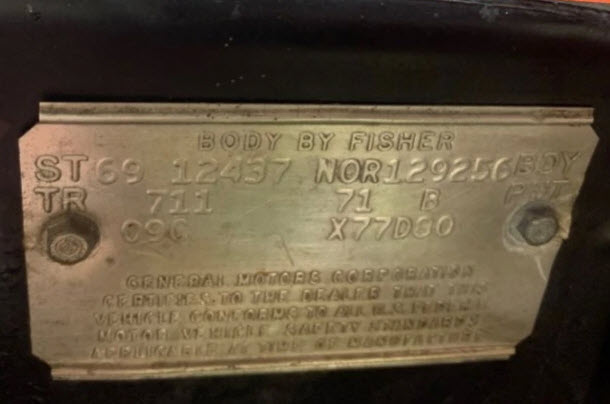 BODY BY FISHER
ST 69 12437 NOR129256 BDY
TR 711 71 B PNT
09C X77D80
GENERAL MOTORS CORPORATION
CERTIFIES TO THE DEALER THAT THIS
VEHICLE CONFORMS TO ALL U.S. FEDERAL
MOTOR VEHICLE SAFETY STANDARDS
APPLICABLE AT TIME OF MANUFACTURE